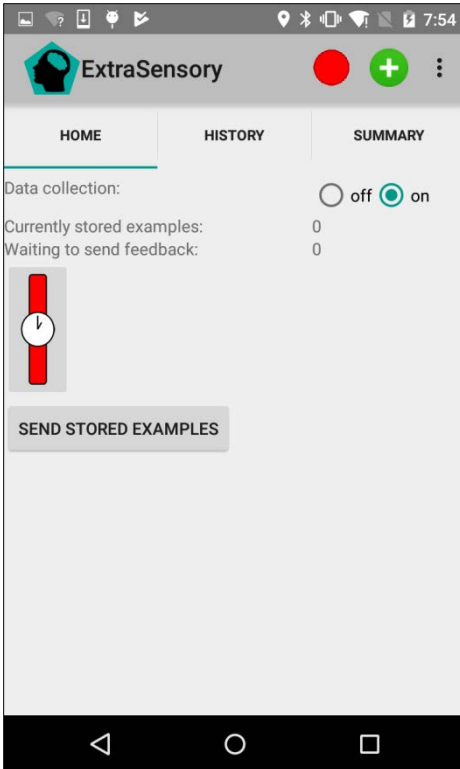 7:54
ExtraSensory
HOME HISTORY SUMMARY
Data collection: off on
Currently stored examples: 0
Waiting to send feedback: 0
SEND STORED EXAMPLES